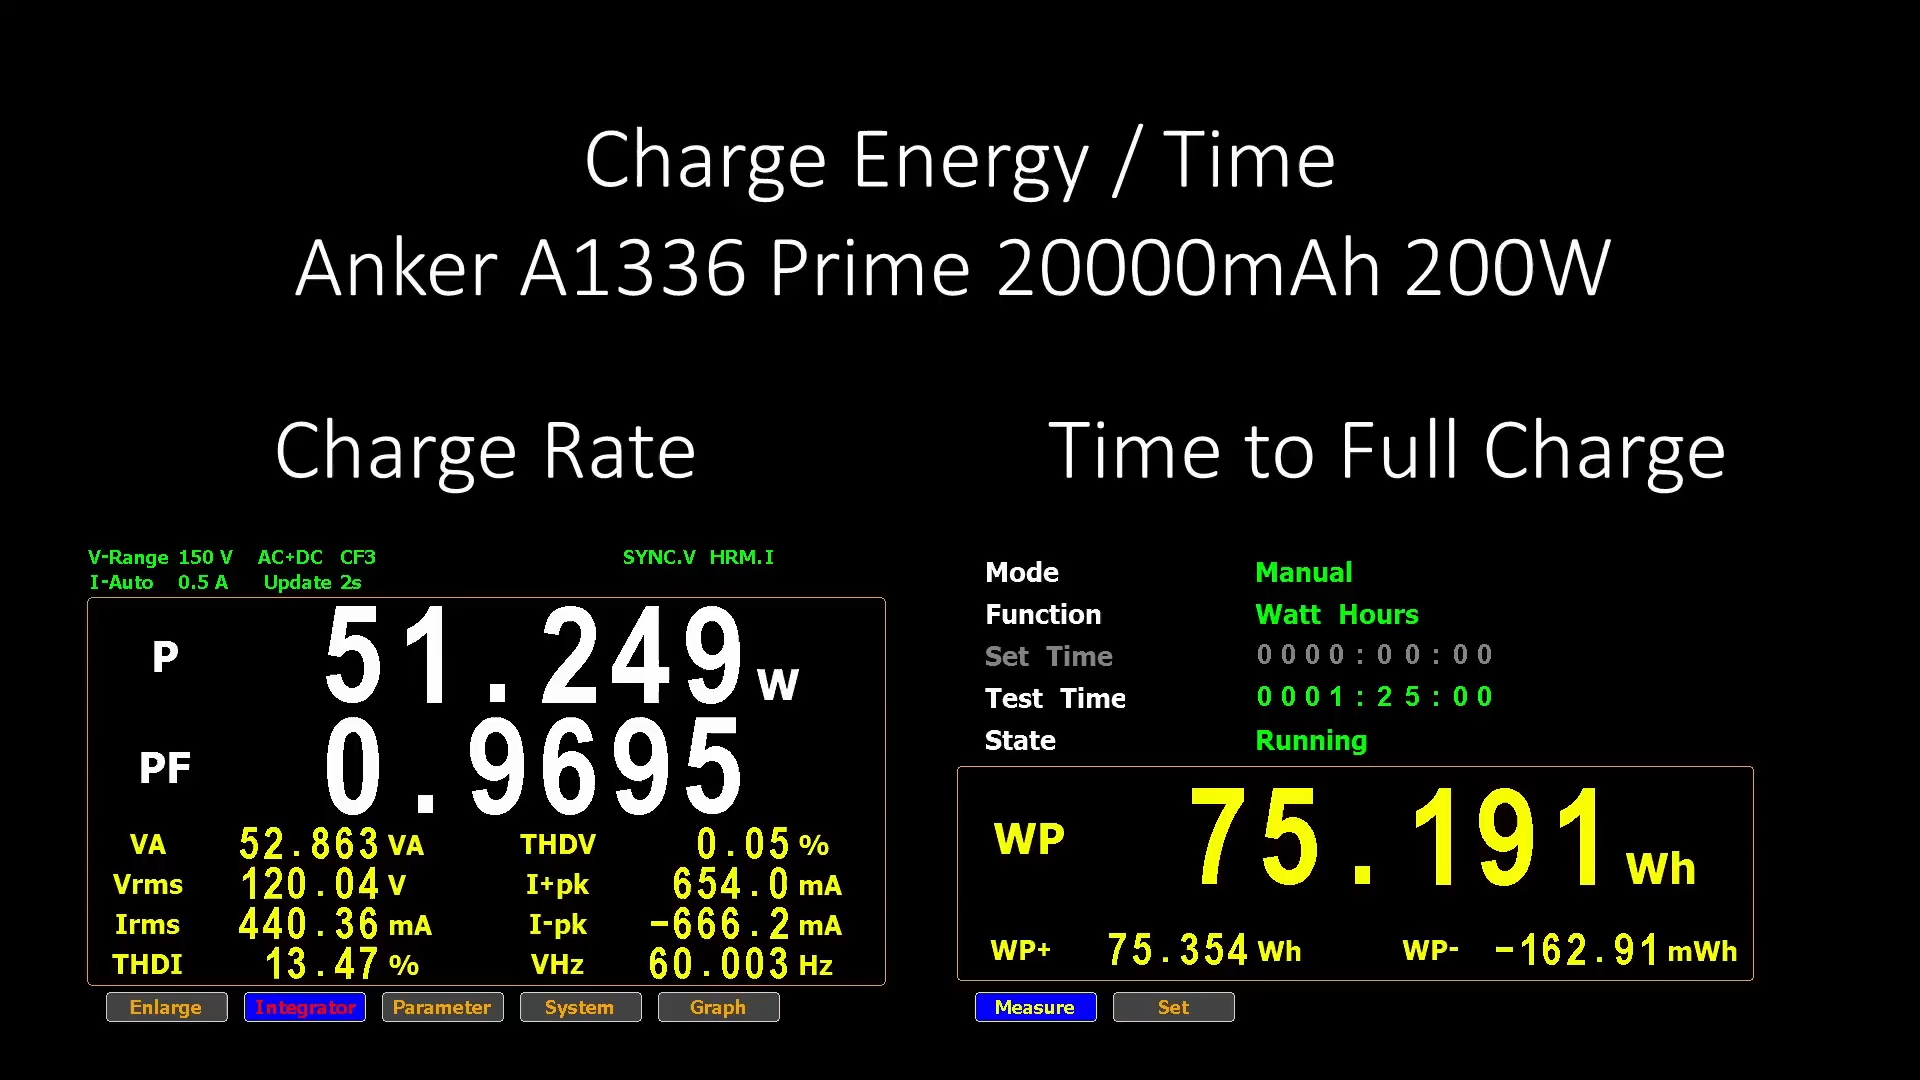 Charge Energy / Time
Anker A1336 Prime 20000mAh 200W
Charge Rate
V-Range 150 V AC+DC CF3 SYNC.V HRM.I
I-Auto 0.5 A Update 2s
P 51.249 W
PF 0.9695
VA 52.863 VA THDV 0.05 %
Vrms 120.04 V I+pk 654.0 mA
Irms 440.36 mA I-pk -666.2 mA
THDI 13.47 % VHz 60.003 Hz
Enlarge Integrator Parameter System Graph
Time to Full Charge
Mode Manual
Function Watt Hours
Set Time 0000:00:00
Test Time 0001:25:00
State Running
WP 75.191 Wh
WP+ 75.354 Wh WP- -162.91 mWh
Measure Set